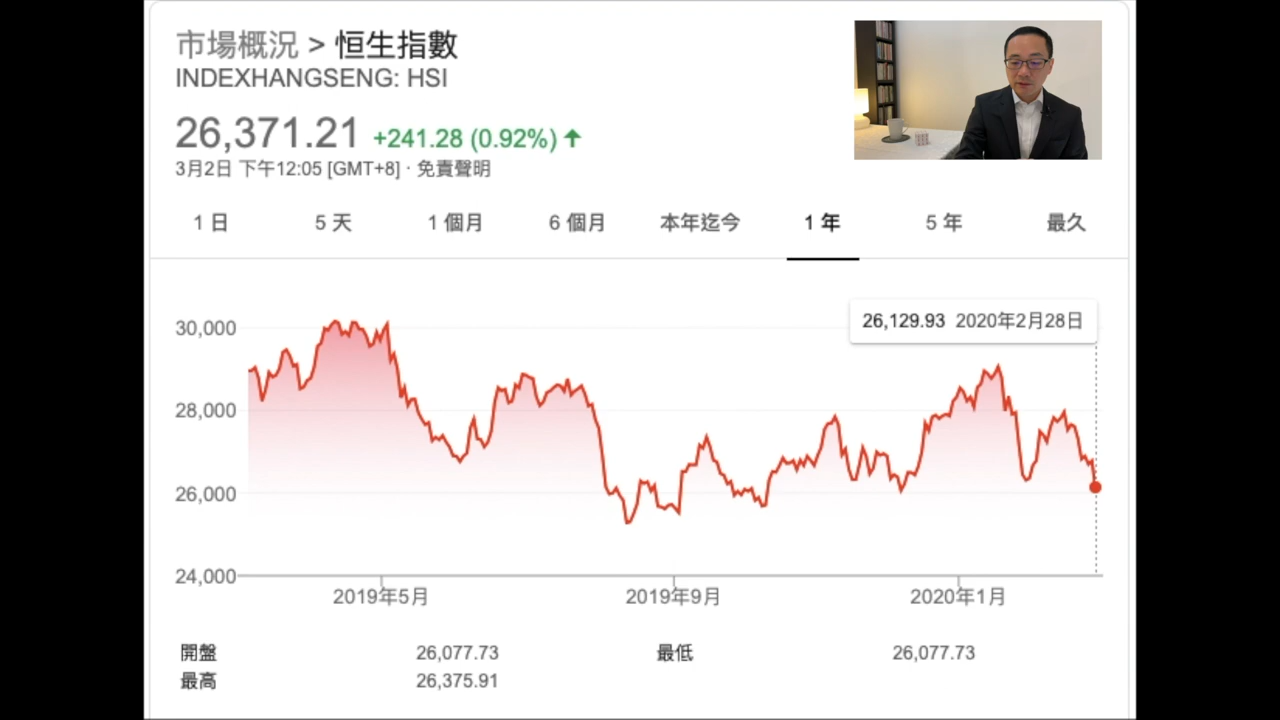 市場概況 > 恒生指數
INDEXHANGSENG: HSI
26,371.21 +241.28 (0.92%) ↑
3月2日 下午12:05 [GMT+8] · 免責聲明
1 日 5 天 1 個月 6 個月 本年迄今 1 年 5 年 最久
26,129.93 2020年2月28日
30,000
28,000
26,000
24,000
2019年5月 2019年9月 2020年1月
開盤 26,077.73 最低 26,077.73
最高 26,375.91